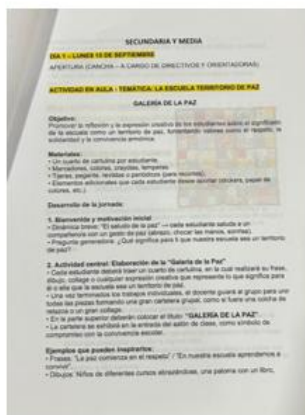 SECUNDARIA Y MEDIA
DÍA 1 – LUNES 15 DE SEPTIEMBRE
APERTURA (CANCHA – A CARGO DE DIRECTIVOS Y ORIENTADORAS)
ACTIVIDAD EN AULA : TEMÁTICA: LA ESCUELA TERRITORIO DE PAZ
GALERÍA DE LA PAZ
Objetivo:
Promover la reflexión y la expresión creativa de los estudiantes sobre el significado
de la escuela como un territorio de paz, fomentando valores como el respeto, la
solidaridad y la convivencia armónica.
Materiales:
• Un cuarto de cartulina por estudiante.
• Marcadores, colores, crayolas, temperas.
• Tijeras, pegante, revistas o periódicos (para recortes).
• Elementos adicionales que cada estudiante desee aportar (stickers, papel de
colores, etc.)
Desarrollo de la jornada:
1. Bienvenida y motivación inicial
• Dinámica breve: "El saludo de la paz" → cada estudiante saluda a un
compañero/a con un gesto de paz (abrazo, chocar las manos, sonrisa).
• Pregunta generadora: ¿Qué significa para ti que nuestra escuela sea un territorio
de paz?
2. Actividad central: Elaboración de la "Galería de la Paz"
• Cada estudiante deberá traer un cuarto de cartulina, en la cual realizará su frase,
dibujo, collage o cualquier expresión creativa que represente lo que significa para
él o ella que la escuela sea un territorio de paz.
• Una vez terminados los trabajos individuales, el docente guiará al grupo para unir
todas las piezas formando una gran cartelera grupal, como si fuera una colcha de
retazos o un gran collage.
• En la parte superior deberán colocar el título: "GALERÍA DE LA PAZ".
• La cartelera se exhibirá en la entrada del salón de clase, como símbolo de
compromiso con la convivencia escolar.
Ejemplos que pueden inspirarlos:
• Frases: "La paz comienza en el respeto" / "En nuestra escuela aprendemos a
convivir".
• Dibujos: Niños de diferentes cursos abrazándose, una paloma con un libro,